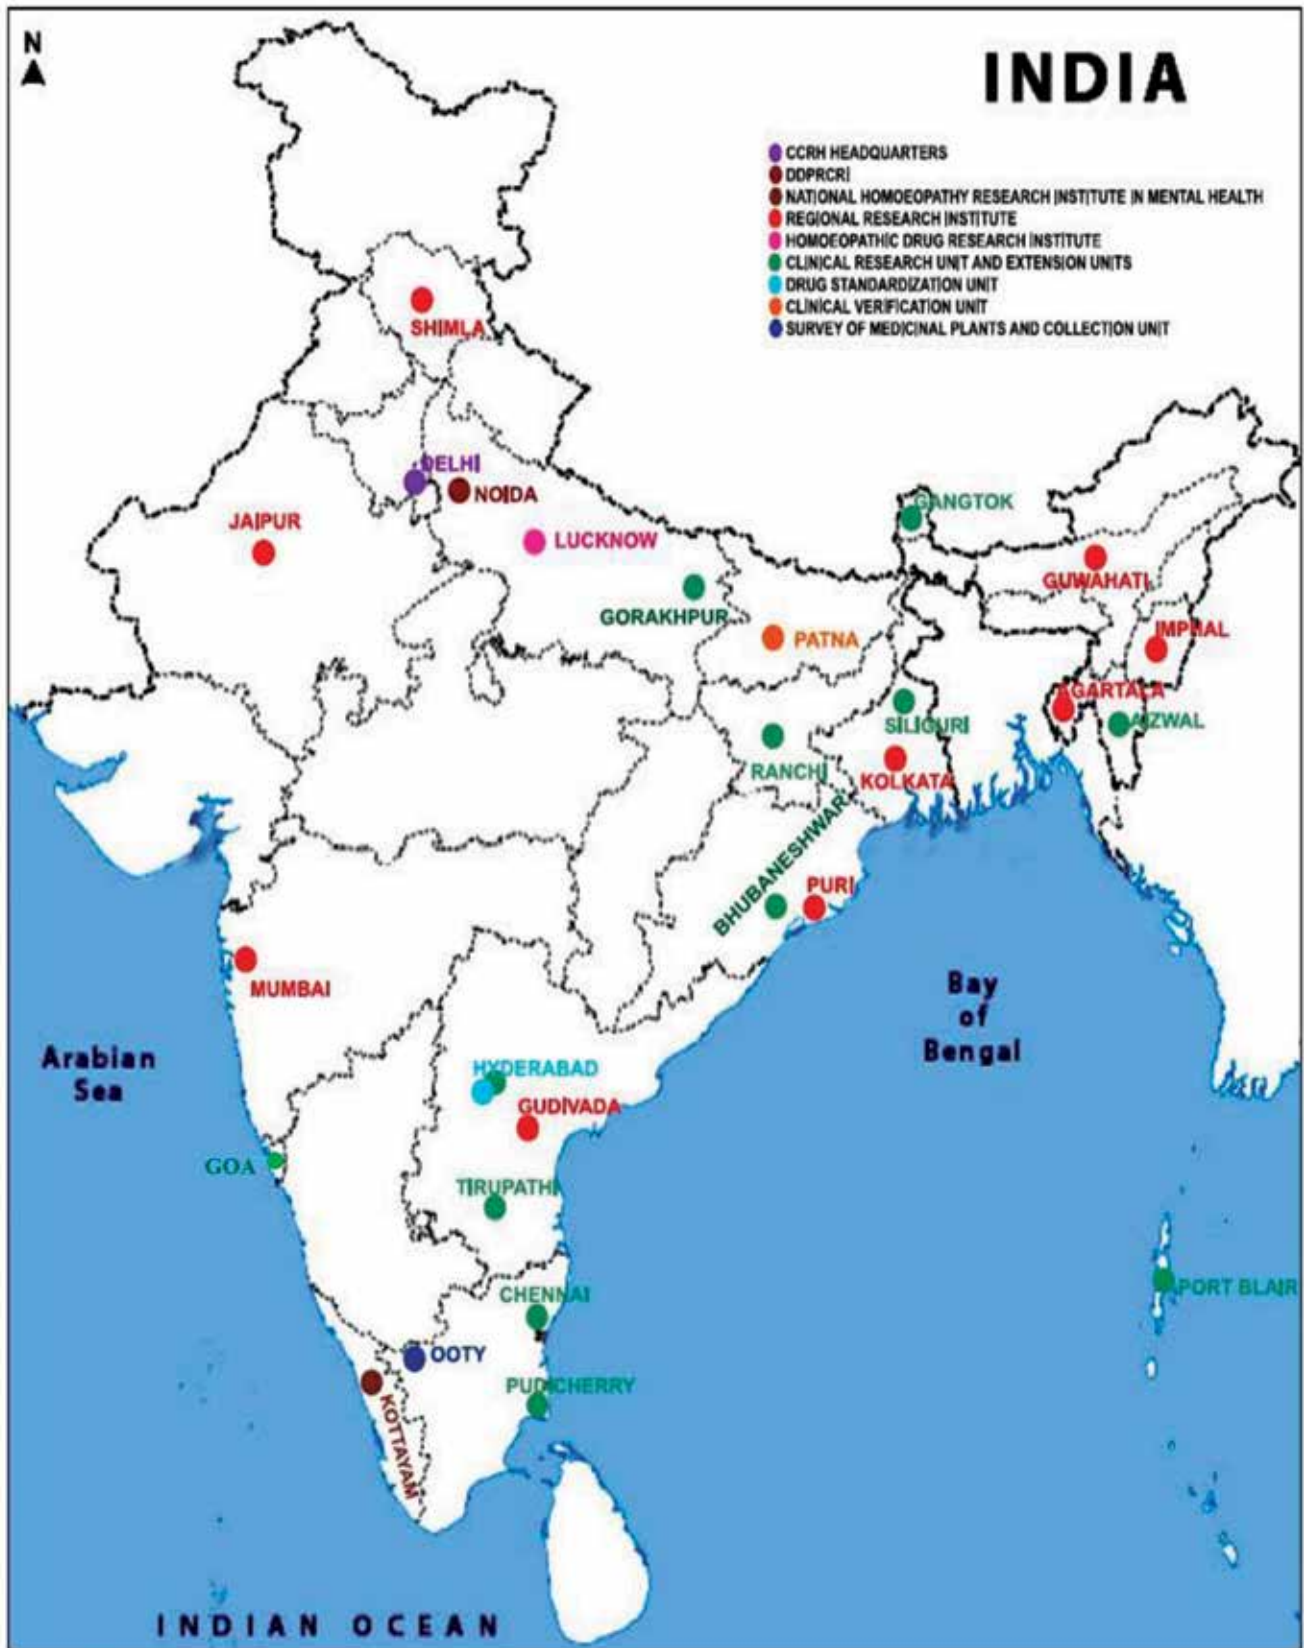 N
INDIA
CCRH HEADQUARTERS
DDPRCRI
NATIONAL HOMOEOPATHY RESEARCH INSTITUTE IN MENTAL HEALTH
REGIONAL RESEARCH INSTITUTE
HOMOEOPATHIC DRUG RESEARCH INSTITUTE
CLINICAL RESEARCH UNIT AND EXTENSION UNITS
DRUG STANDARDIZATION UNIT
CLINICAL VERIFICATION UNIT
SURVEY OF MEDICINAL PLANTS AND COLLECTION UNIT
SHIMLA
DELHI
NOIDA
JAIPUR
LUCKNOW
GANGTOK
GUWAHATI
GORAKHPUR
PATNA
IMPHAL
AGARTALA
AIZWAL
SILIGURI
RANCHI
KOLKATA
BHUBANESHWAR
PURI
MUMBAI
Bay
of
Bengal
Arabian
Sea
HYDERABAD
GUDIVADA
GOA
TIRUPATHI
CHENNAI
PORT BLAIR
OOTY
PUDICHERRY
KOTTAYAM
INDIAN OCEAN